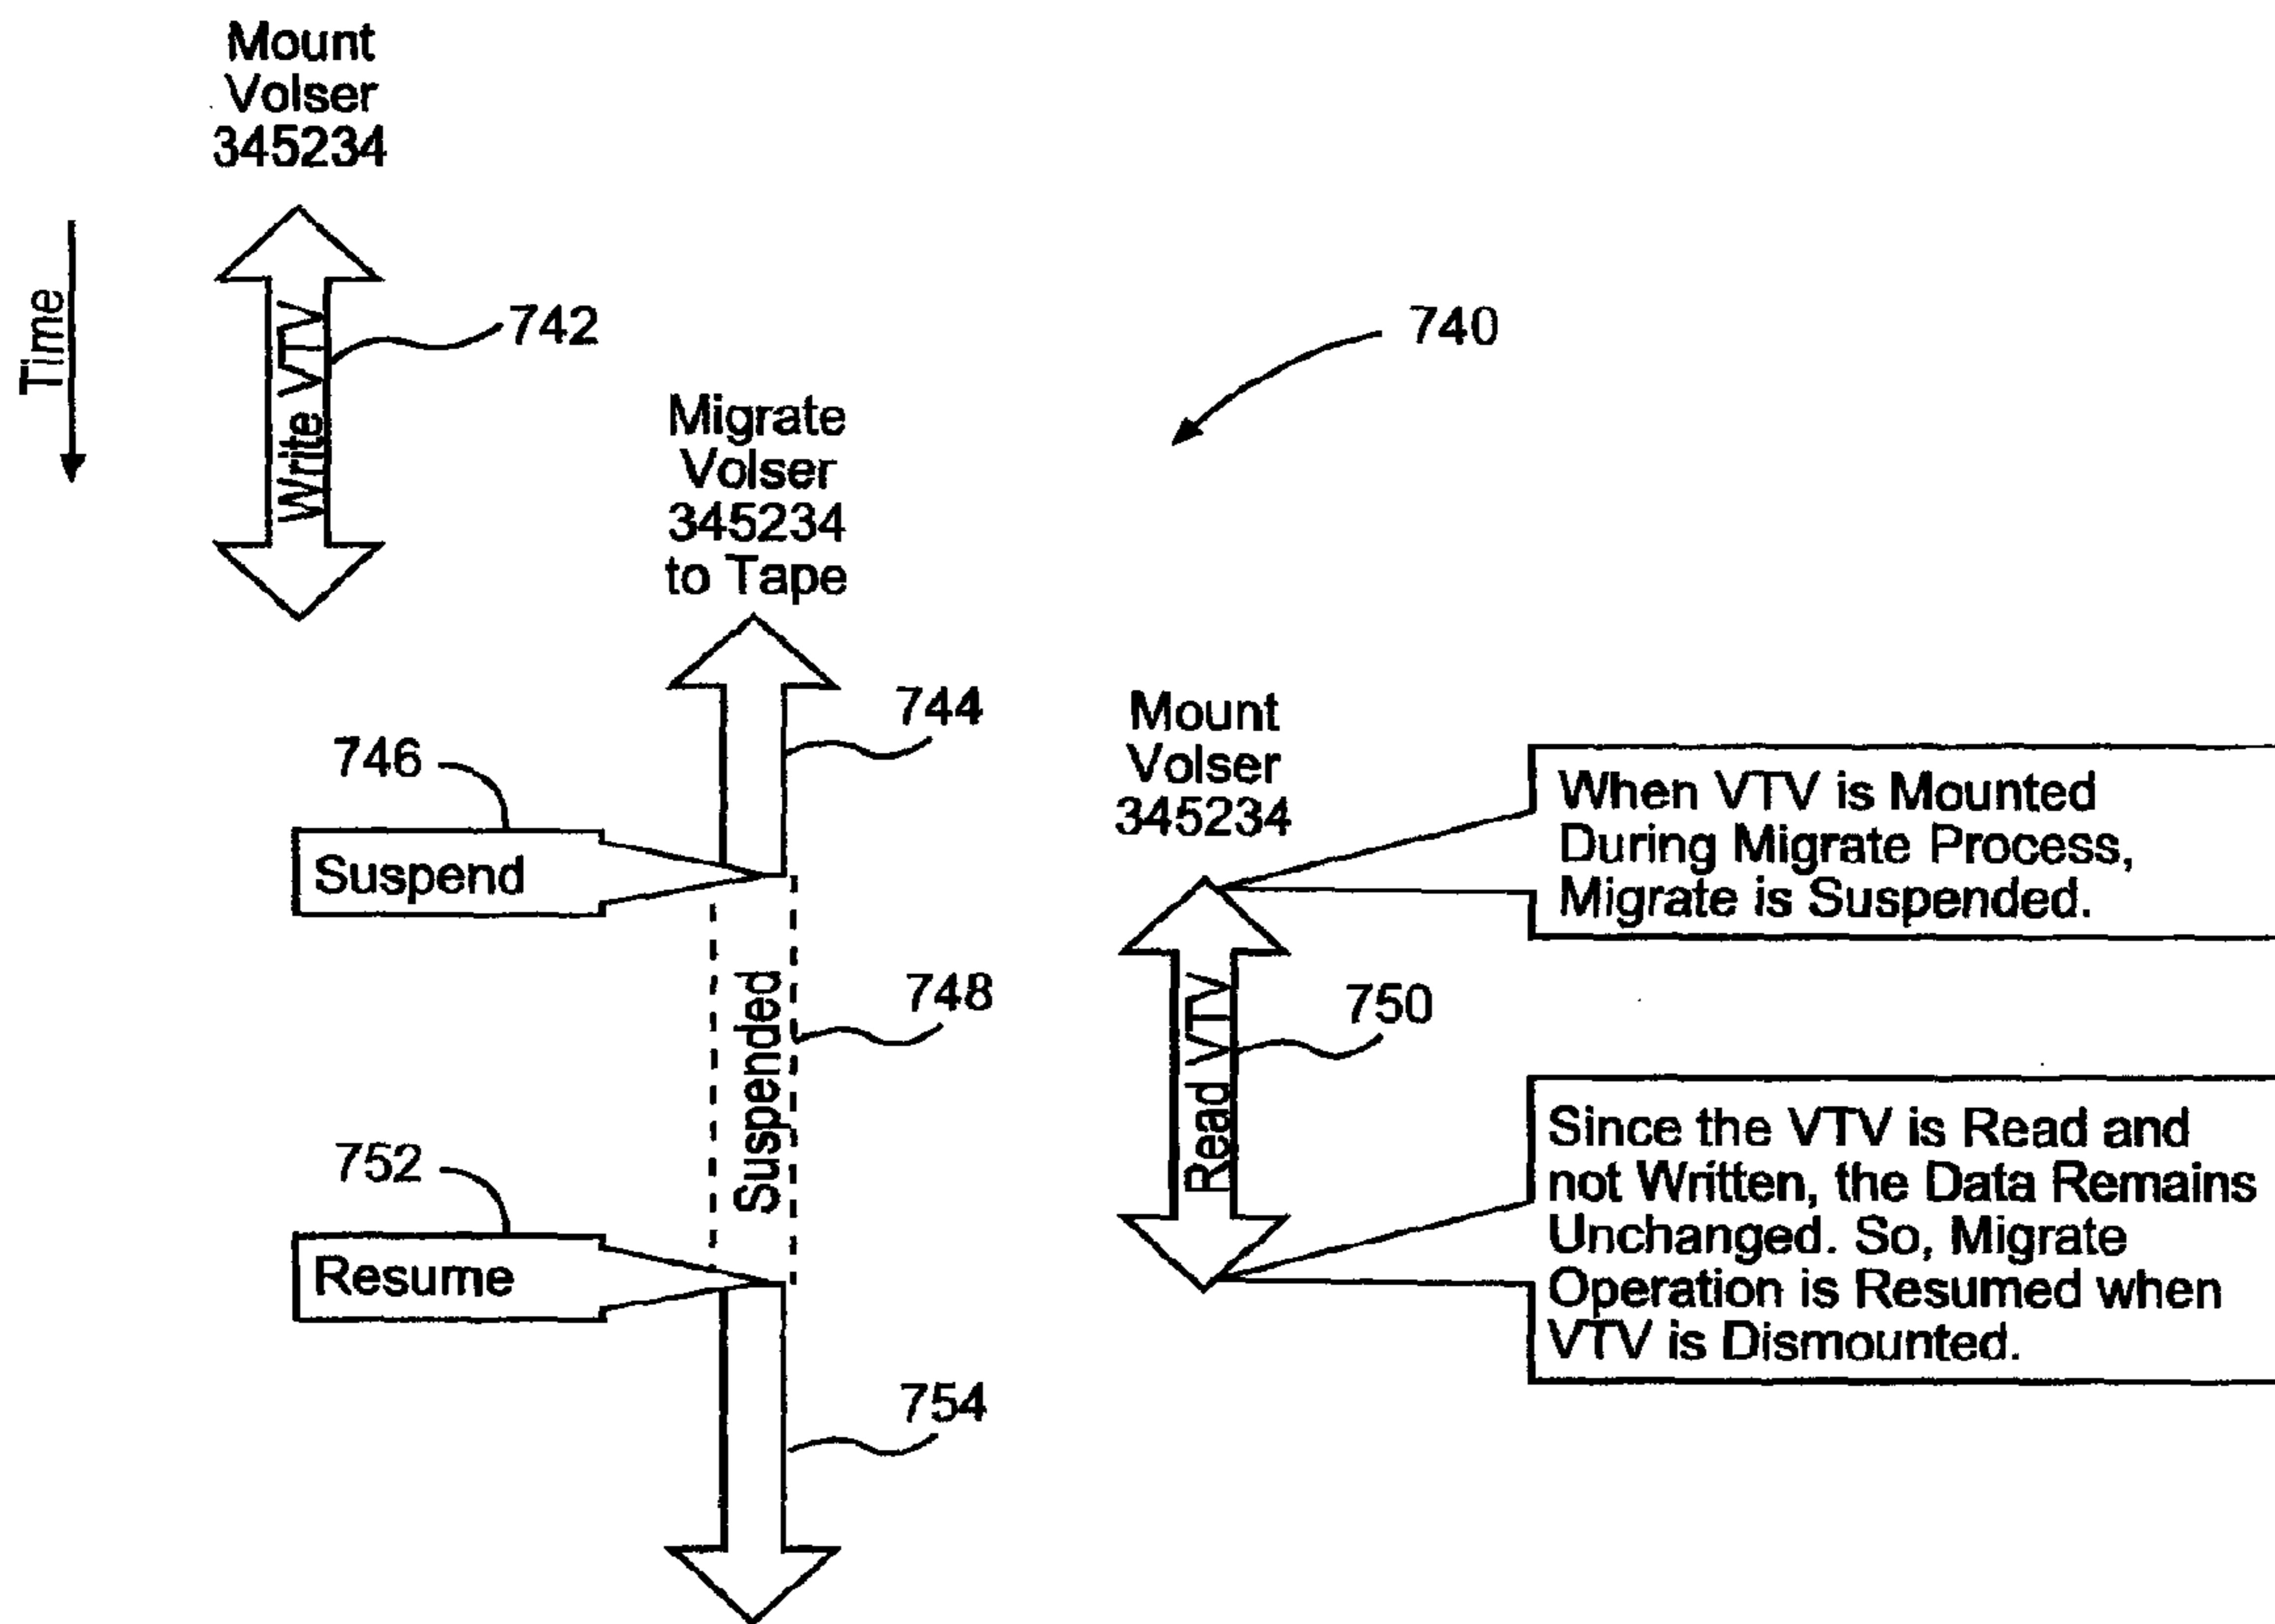 Mount
Volser
345234
Time
Write VTV
742
740
Migrate
Volser
345234
to Tape
744
Mount
Volser
345234
746
Suspend
When VTV is Mounted
During Migrate Process,
Migrate is Suspended.
Suspended
748
Read VTV
750
752
Resume
Since the VTV is Read and
not Written, the Data Remains
Unchanged. So, Migrate
Operation is Resumed when
VTV is Dismounted.
754